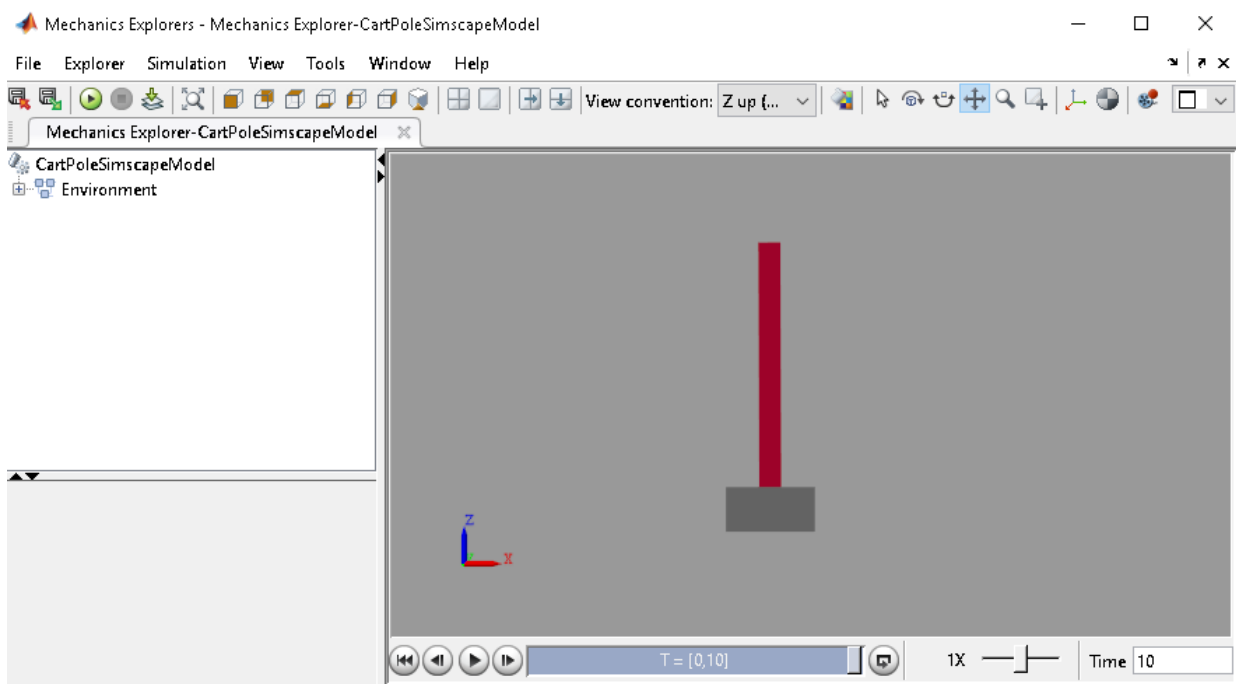 Mechanics Explorers - Mechanics Explorer-CartPoleSimscapeModel
File Explorer Simulation View Tools Window Help
View convention: Z up (...
Mechanics Explorer-CartPoleSimscapeModel
CartPoleSimscapeModel
Environment
Z
X
T = [0,10]
1X
Time 10